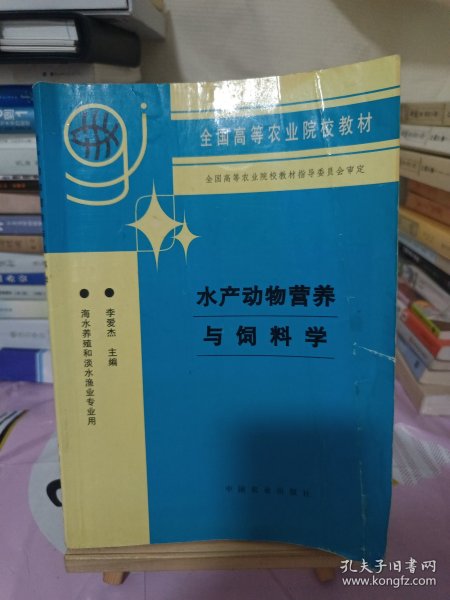 全国高等农业院校教材
全国高等农业院校教材指导委员会审定
水产动物营养
与饲料学
李爱杰 主编
海水养殖和淡水渔业专业用
中国农业出版社
孔夫子旧书网
www.kongfz.com